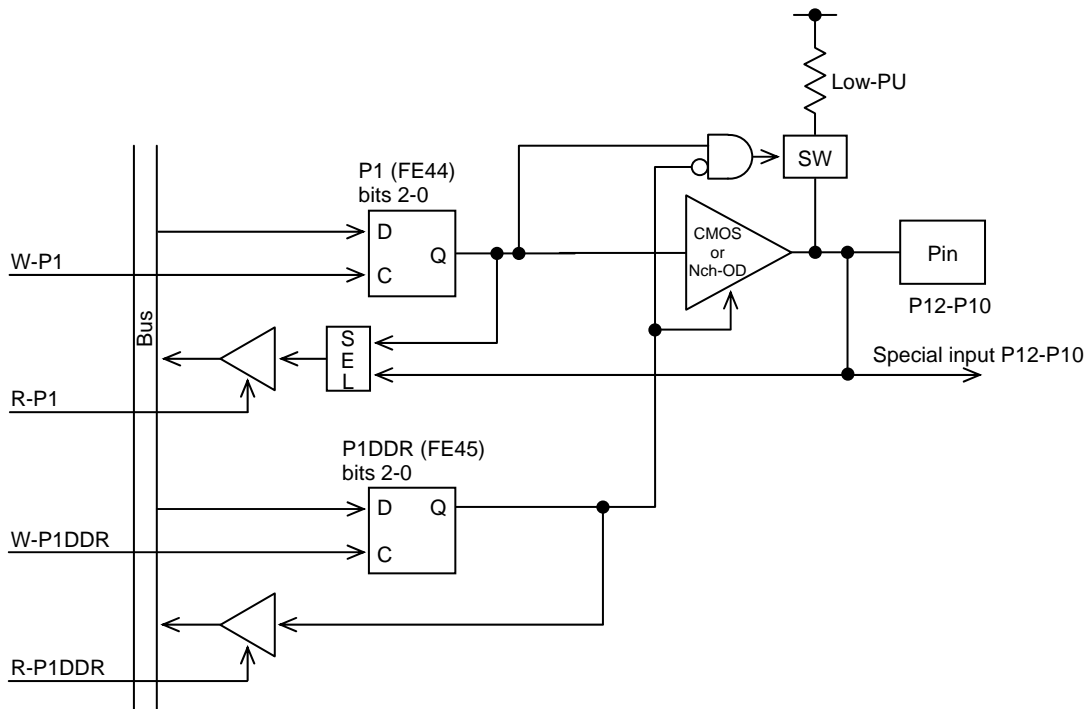 Low-PU
SW
P1 (FE44)
bits 2-0
D
Q
C
CMOS
or
Nch-OD
Pin
P12-P10
W-P1
Bus
S
E
L
Special input P12-P10
R-P1
P1DDR (FE45)
bits 2-0
D
Q
C
W-P1DDR
R-P1DDR